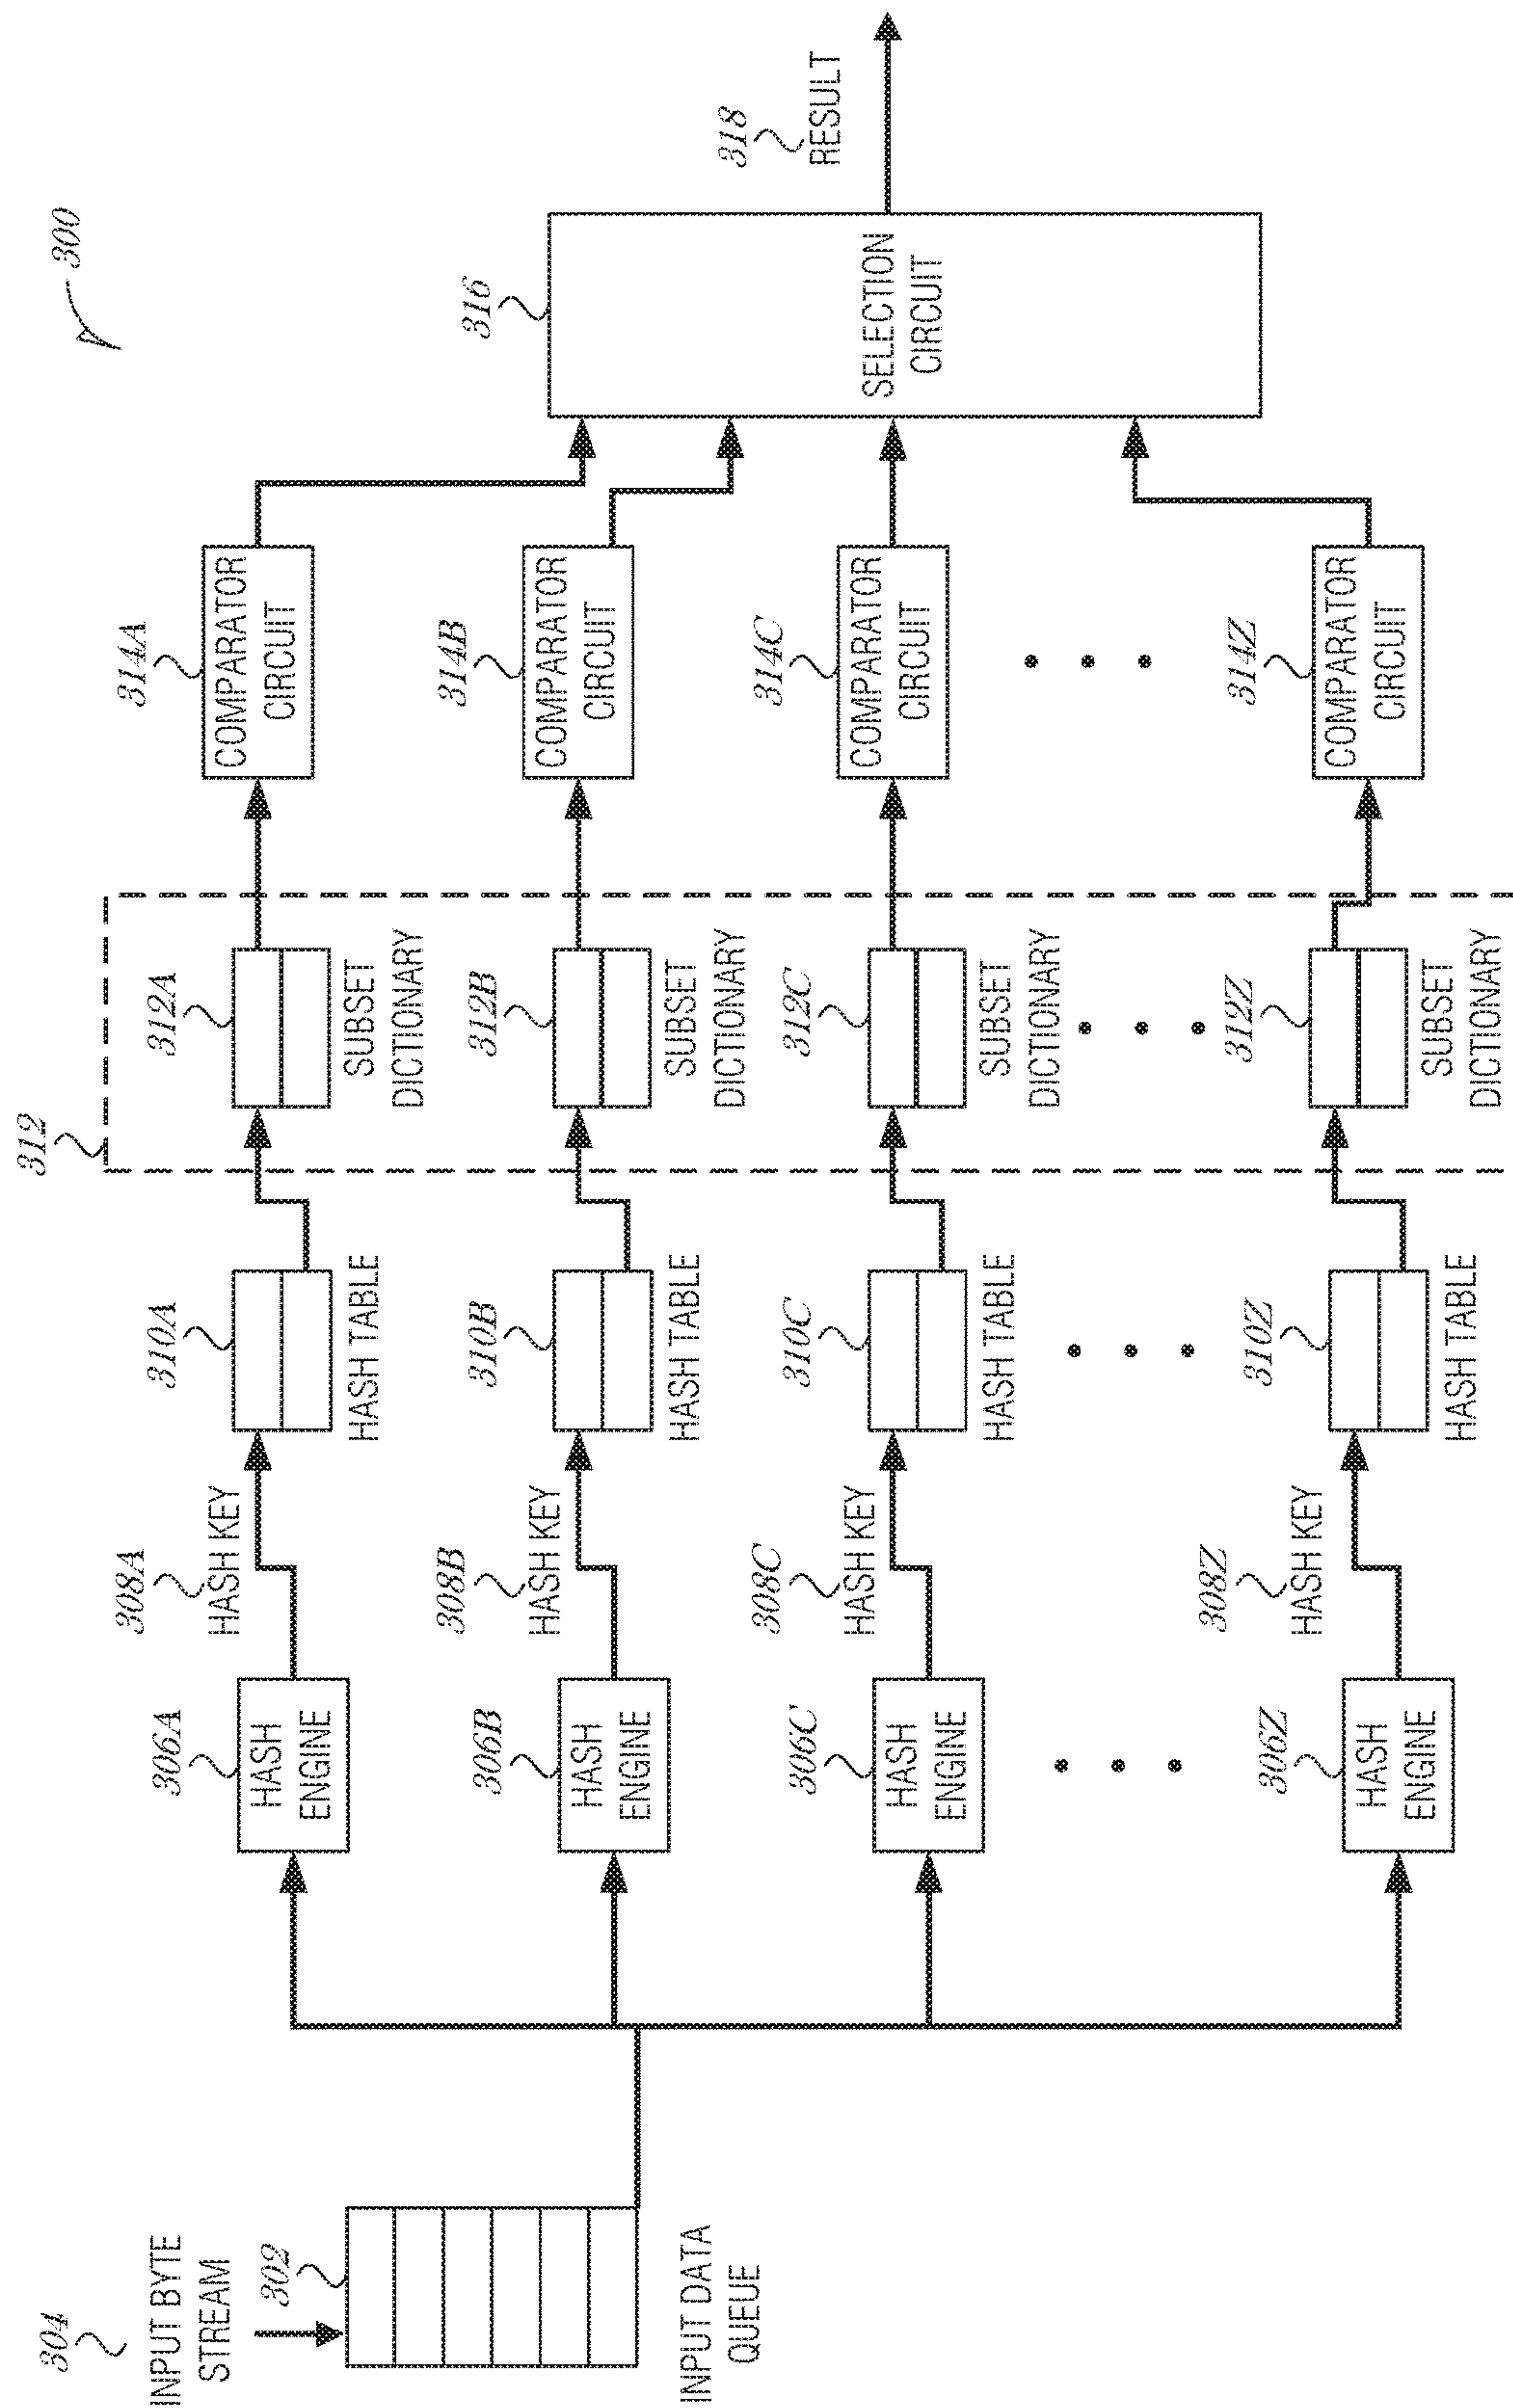 300
304
INPUT BYTE
STREAM
302
INPUT DATA
QUEUE
306A
HASH
ENGINE
308A
HASH KEY
310A
HASH TABLE
312
312A
SUBSET
DICTIONARY
314A
COMPARATOR
CIRCUIT
306B
HASH
ENGINE
308B
HASH KEY
310B
HASH TABLE
312B
SUBSET
DICTIONARY
314B
COMPARATOR
CIRCUIT
306C
HASH
ENGINE
308C
HASH KEY
310C
HASH TABLE
312C
SUBSET
DICTIONARY
314C
COMPARATOR
CIRCUIT
306Z
HASH
ENGINE
308Z
HASH KEY
310Z
HASH TABLE
312Z
SUBSET
DICTIONARY
314Z
COMPARATOR
CIRCUIT
316
SELECTION
CIRCUIT
318
RESULT